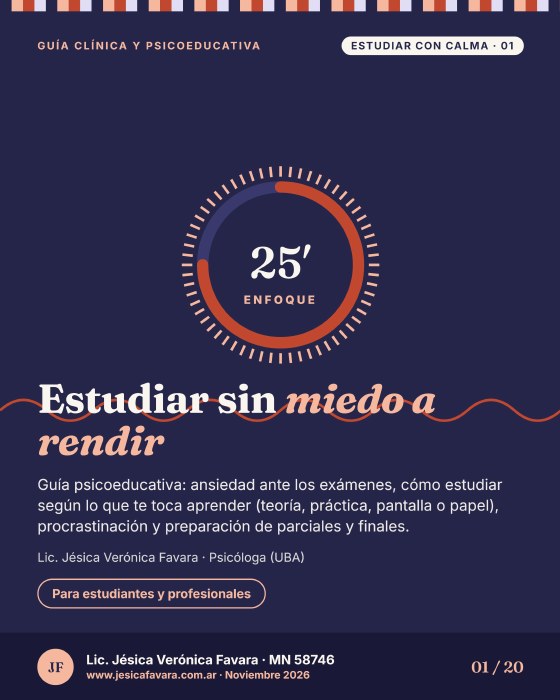 GUÍA CLÍNICA Y PSICOEDUCATIVA
ESTUDIAR CON CALMA · 01
25′
ENFOQUE
Estudiar sin miedo a
rendir
Guía psicoeducativa: ansiedad ante los exámenes, cómo estudiar
según lo que te toca aprender (teoría, práctica, pantalla o papel),
procrastinación y preparación de parciales y finales.
Lic. Jésica Verónica Favara · Psicóloga (UBA)
Para estudiantes y profesionales
JF
Lic. Jésica Verónica Favara · MN 58746
www.jesicafavara.com.ar · Noviembre 2026
01 / 20